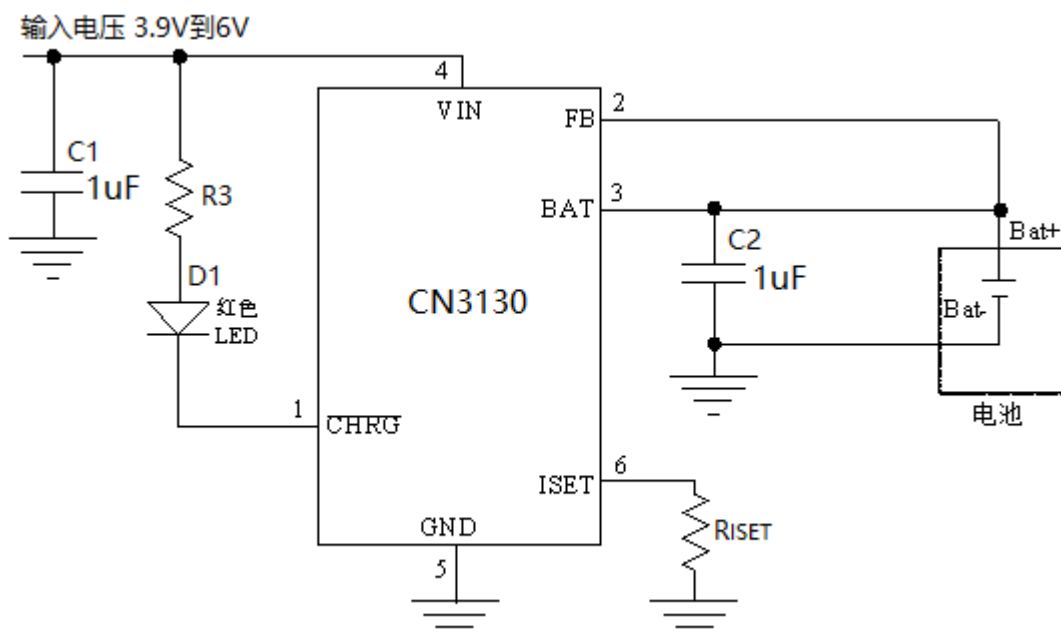 输入电压 3.9V到6V
4
VIN
2
FB
C1
1uF
R3
3
BAT
Bat+
C2
1uF
D1
红色
LED
CN3130
Bat-
电池
1
CHRG
6
ISET
RISET
GND
5